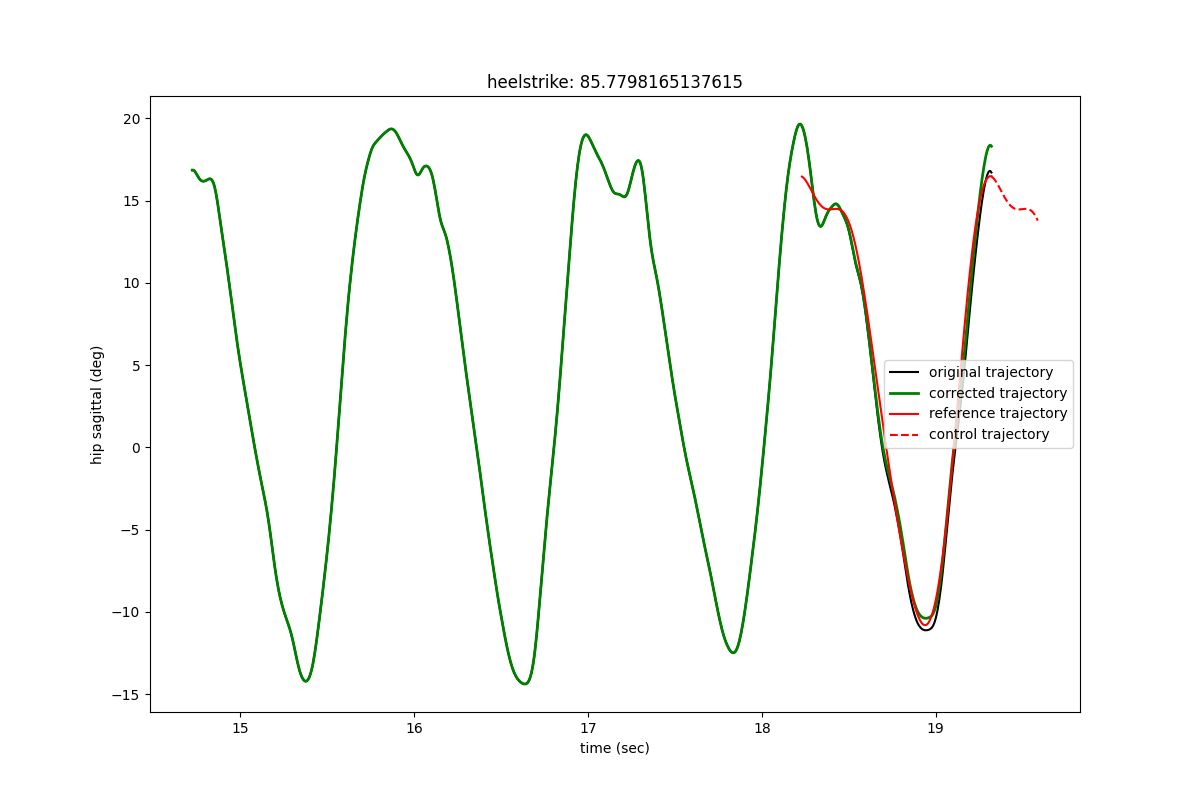 heelstrike: 85.7798165137615
20
15
10
5
0
−5
−10
−15
hip sagittal (deg)
original trajectory
corrected trajectory
reference trajectory
control trajectory
15 16 17 18 19
time (sec)